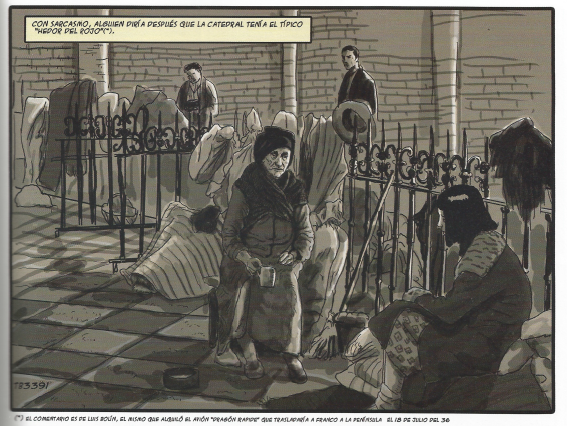 CON SARCASMO, ALGUIEN DIRÍA DESPUÉS QUE LA CATEDRAL TENÍA EL TÍPICO
"HEDOR DEL ROJO"(*).
(*) EL COMENTARIO ES DE LUIS BOLÍN, EL MISMO QUE ALQUILÓ EL AVIÓN "DRAGÓN RAPIDE" QUE TRASLADARÍA A FRANCO A LA PENÍNSULA EL 18 DE JULIO DEL 36